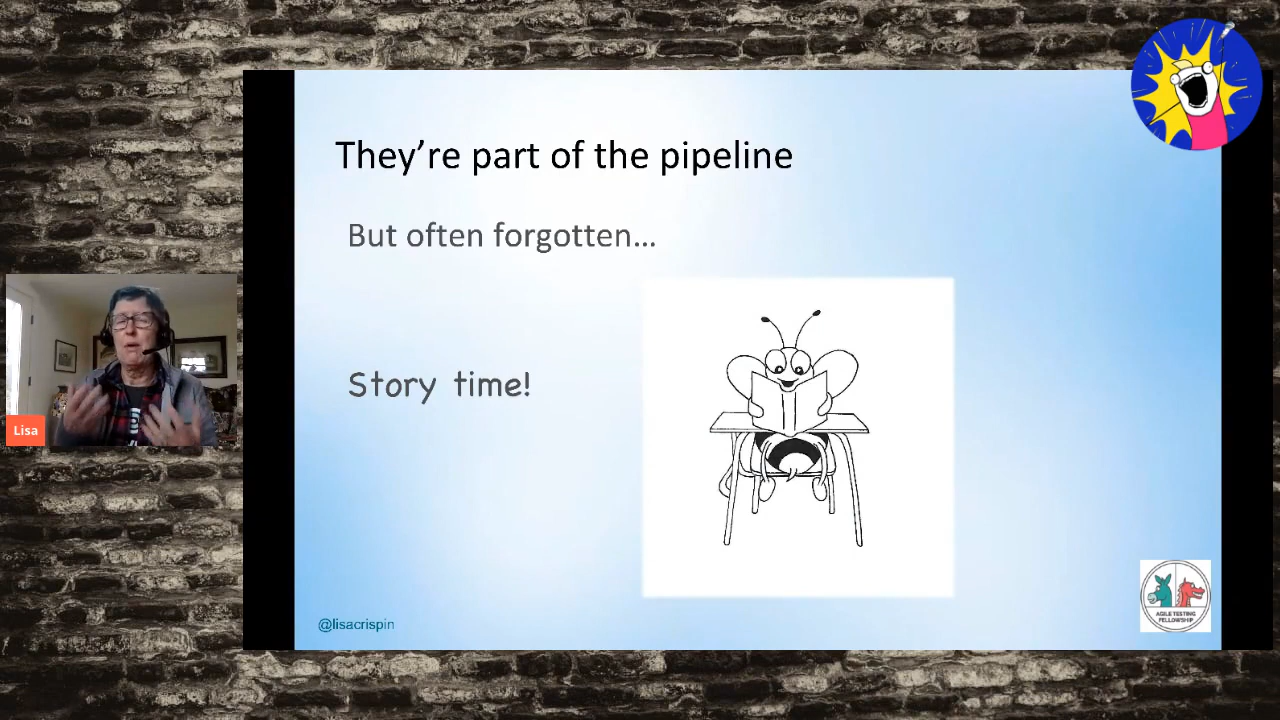 They’re part of the pipeline
But often forgotten...
Story time!
Lisa
@lisacrispin
AGILE TESTING
FELLOWSHIP